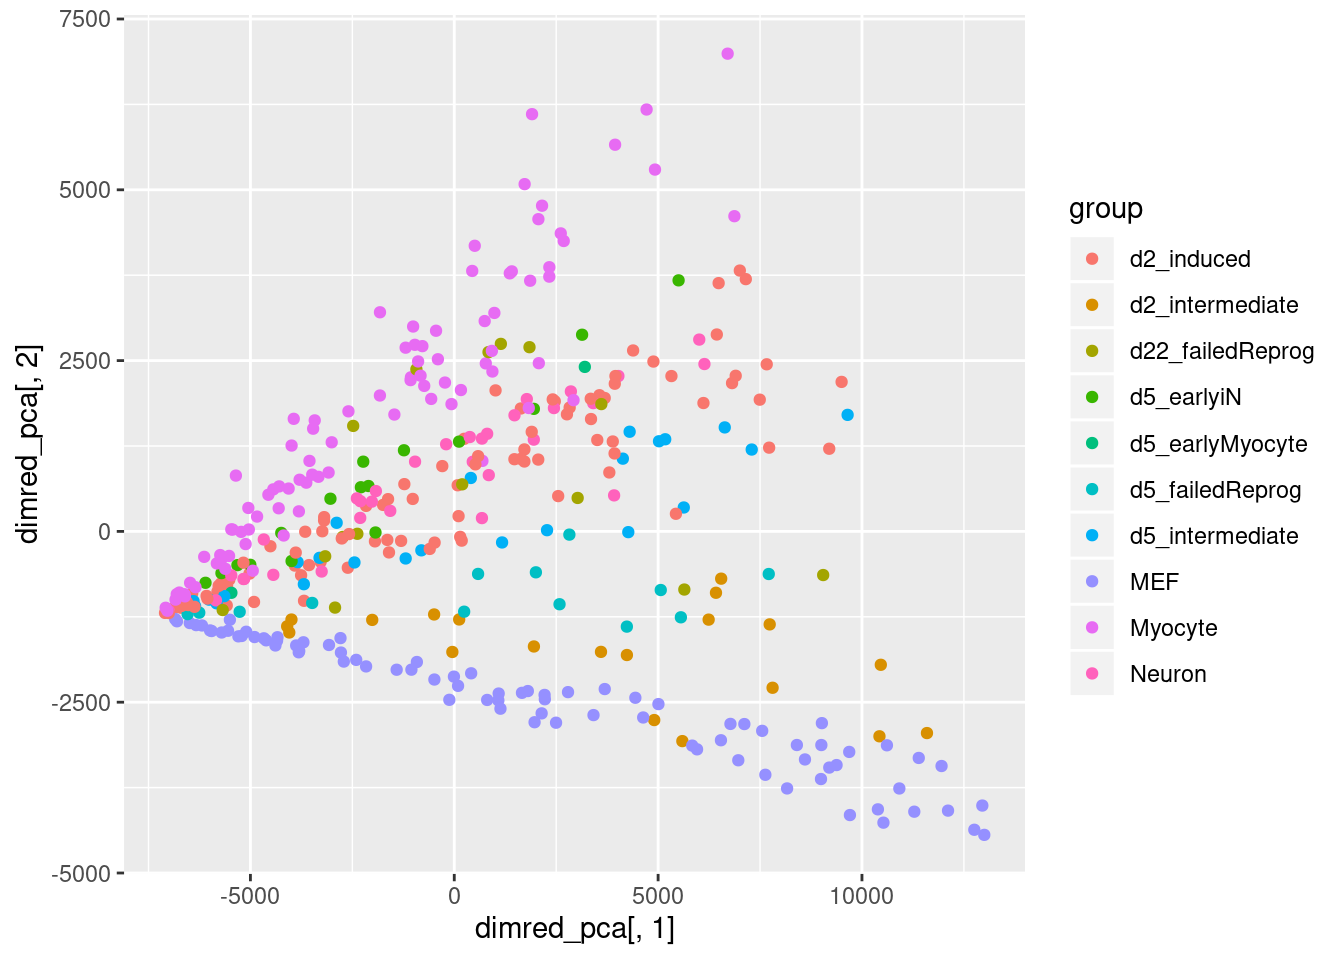 7500
5000
2500
0
-2500
-5000
dimred_pca[, 2]
-5000
0
5000
10000
dimred_pca[, 1]
group
d2_induced
d2_intermediate
d22_failedReprog
d5_earlyiN
d5_earlyMyocyte
d5_failedReprog
d5_intermediate
MEF
Myocyte
Neuron